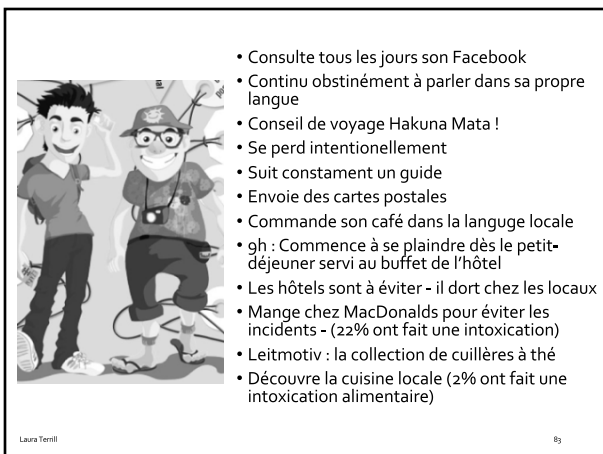 • Consulte tous les jours son Facebook
• Continu obstinément à parler dans sa propre
langue
• Conseil de voyage Hakuna Mata !
• Se perd intentionellement
• Suit constament un guide
• Envoie des cartes postales
• Commande son café dans la languge locale
• 9h : Commence à se plaindre dès le petit-
déjeuner servi au buffet de l'hôtel
• Les hôtels sont à éviter - il dort chez les locaux
• Mange chez MacDonalds pour éviter les
incidents - (22% ont fait une intoxication)
• Leitmotiv : la collection de cuillères à thé
• Découvre la cuisine locale (2% ont fait une
intoxication alimentaire)
Laura Terrill
83